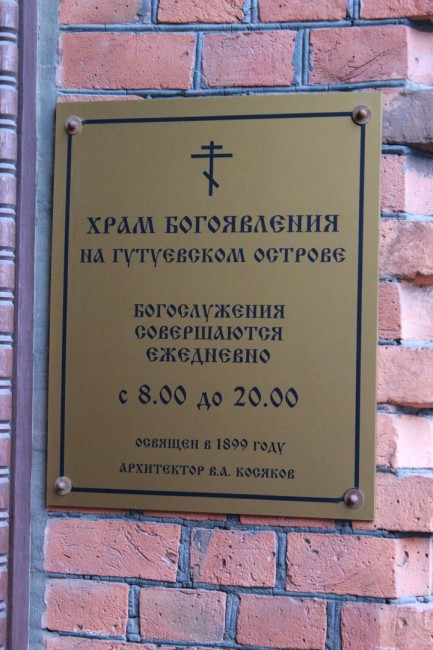 ХРАМ БОГОЯВЛЕНИЯ
НА ГУТУЕВСКОМ ОСТРОВЕ
БОГОСЛУЖЕНИЯ
СОВЕРШАЮТСЯ
ЕЖЕДНЕВНО
с 8.00 до 20.00
ОСВЯЩЕН В 1899 ГОДУ
АРХИТЕКТОР В.А. КОСЯКОВ